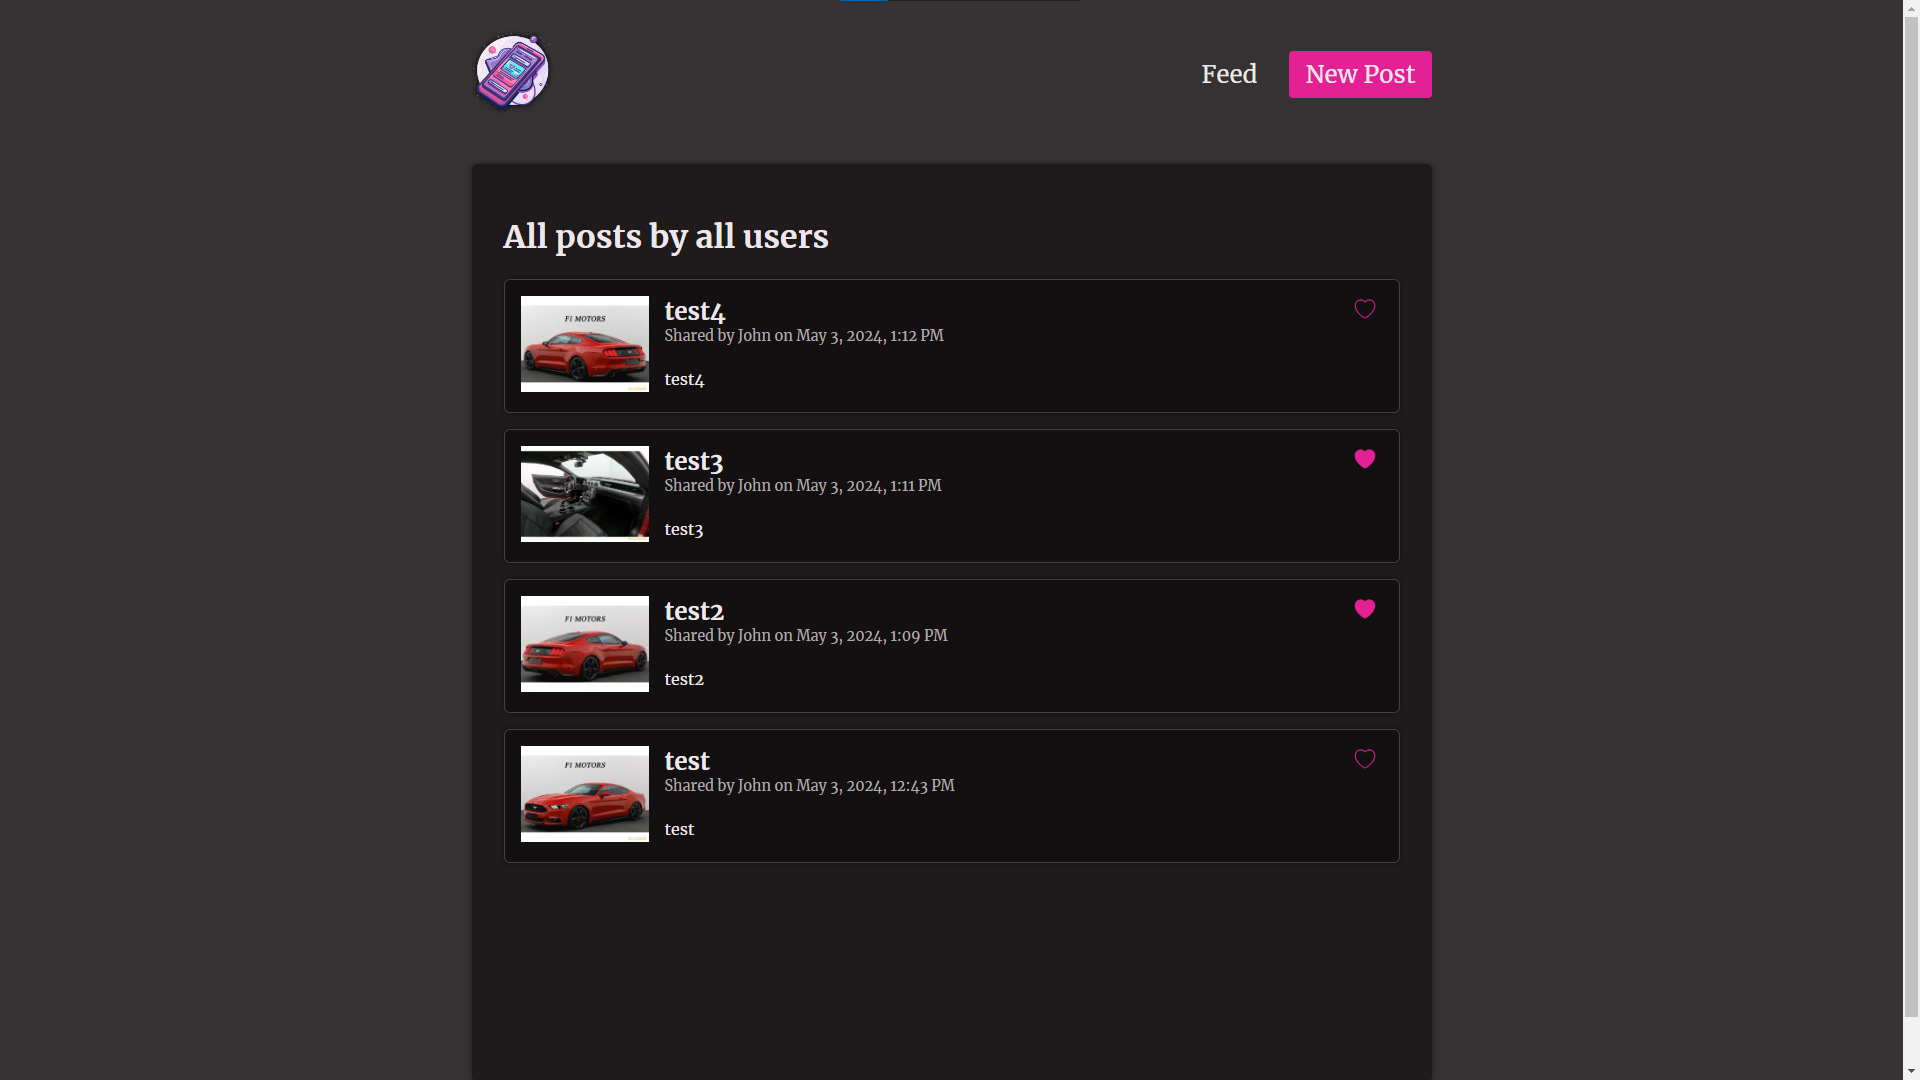 Feed
New Post
All posts by all users
F1 MOTORS
test4
Shared by John on May 3, 2024, 1:12 PM
test4
test3
Shared by John on May 3, 2024, 1:11 PM
test3
F1 MOTORS
test2
Shared by John on May 3, 2024, 1:09 PM
test2
F1 MOTORS
test
Shared by John on May 3, 2024, 12:43 PM
test